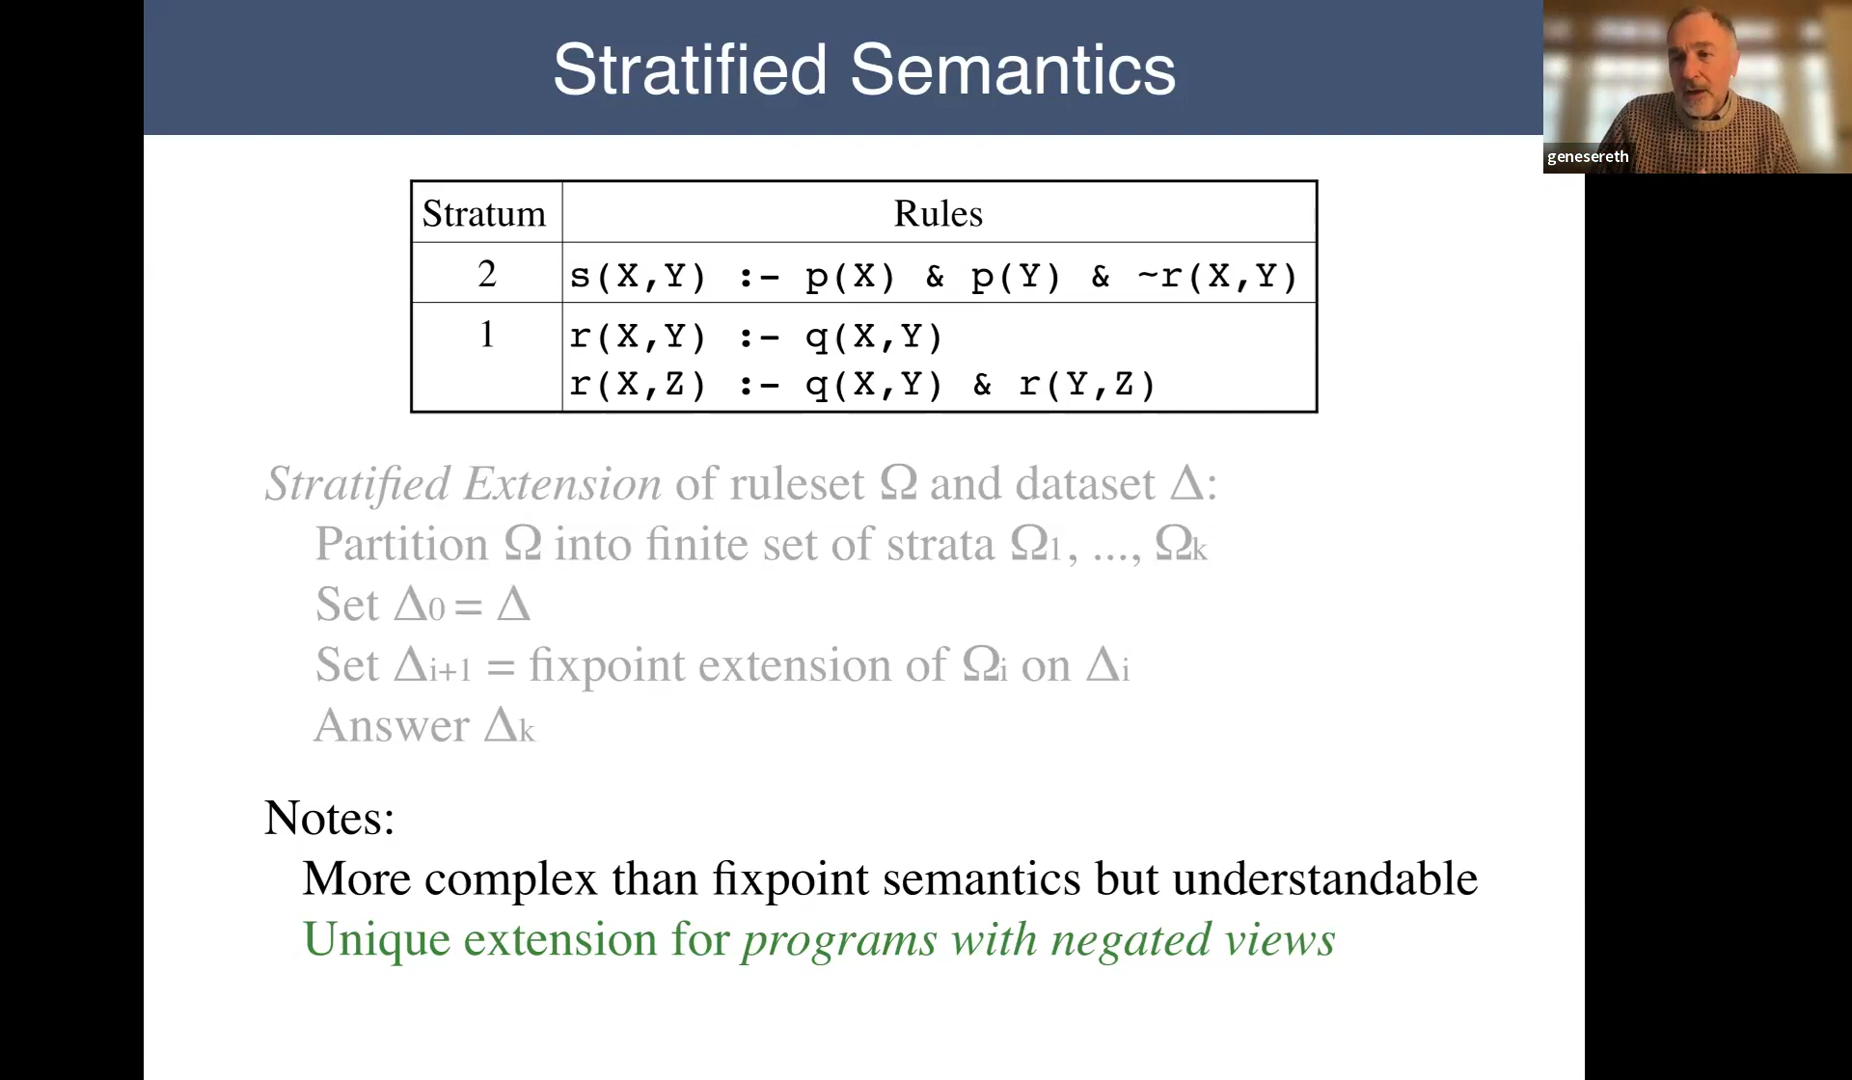 Stratified Semantics
genesereth
Stratum Rules
2 s(X,Y) :- p(X) & p(Y) & ~r(X,Y)
1 r(X,Y) :- q(X,Y)
r(X,Z) :- q(X,Y) & r(Y,Z)
Stratified Extension of ruleset Ω and dataset Δ:
Partition Ω into finite set of strata Ω1, ..., Ωk
Set Δ0 = Δ
Set Δi+1 = fixpoint extension of Ωi on Δi
Answer Δk
Notes:
More complex than fixpoint semantics but understandable
Unique extension for programs with negated views